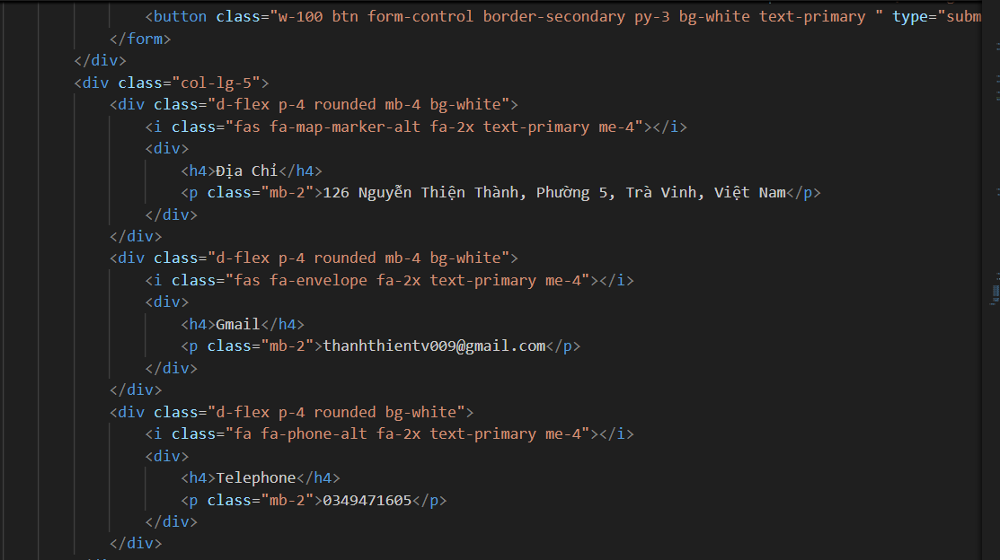 <button class="w-100 btn form-control border-secondary py-3 bg-white text-primary " type="subm
</form>
</div>
<div class="col-lg-5">
<div class="d-flex p-4 rounded mb-4 bg-white">
<i class="fas fa-map-marker-alt fa-2x text-primary me-4"></i>
<div>
<h4>Địa Chỉ</h4>
<p class="mb-2">126 Nguyễn Thiện Thành, Phường 5, Trà Vinh, Việt Nam</p>
</div>
</div>
<div class="d-flex p-4 rounded mb-4 bg-white">
<i class="fas fa-envelope fa-2x text-primary me-4"></i>
<div>
<h4>Gmail</h4>
<p class="mb-2">thanhthientv009@gmail.com</p>
</div>
</div>
<div class="d-flex p-4 rounded bg-white">
<i class="fa fa-phone-alt fa-2x text-primary me-4"></i>
<div>
<h4>Telephone</h4>
<p class="mb-2">0349471605</p>
</div>
</div>